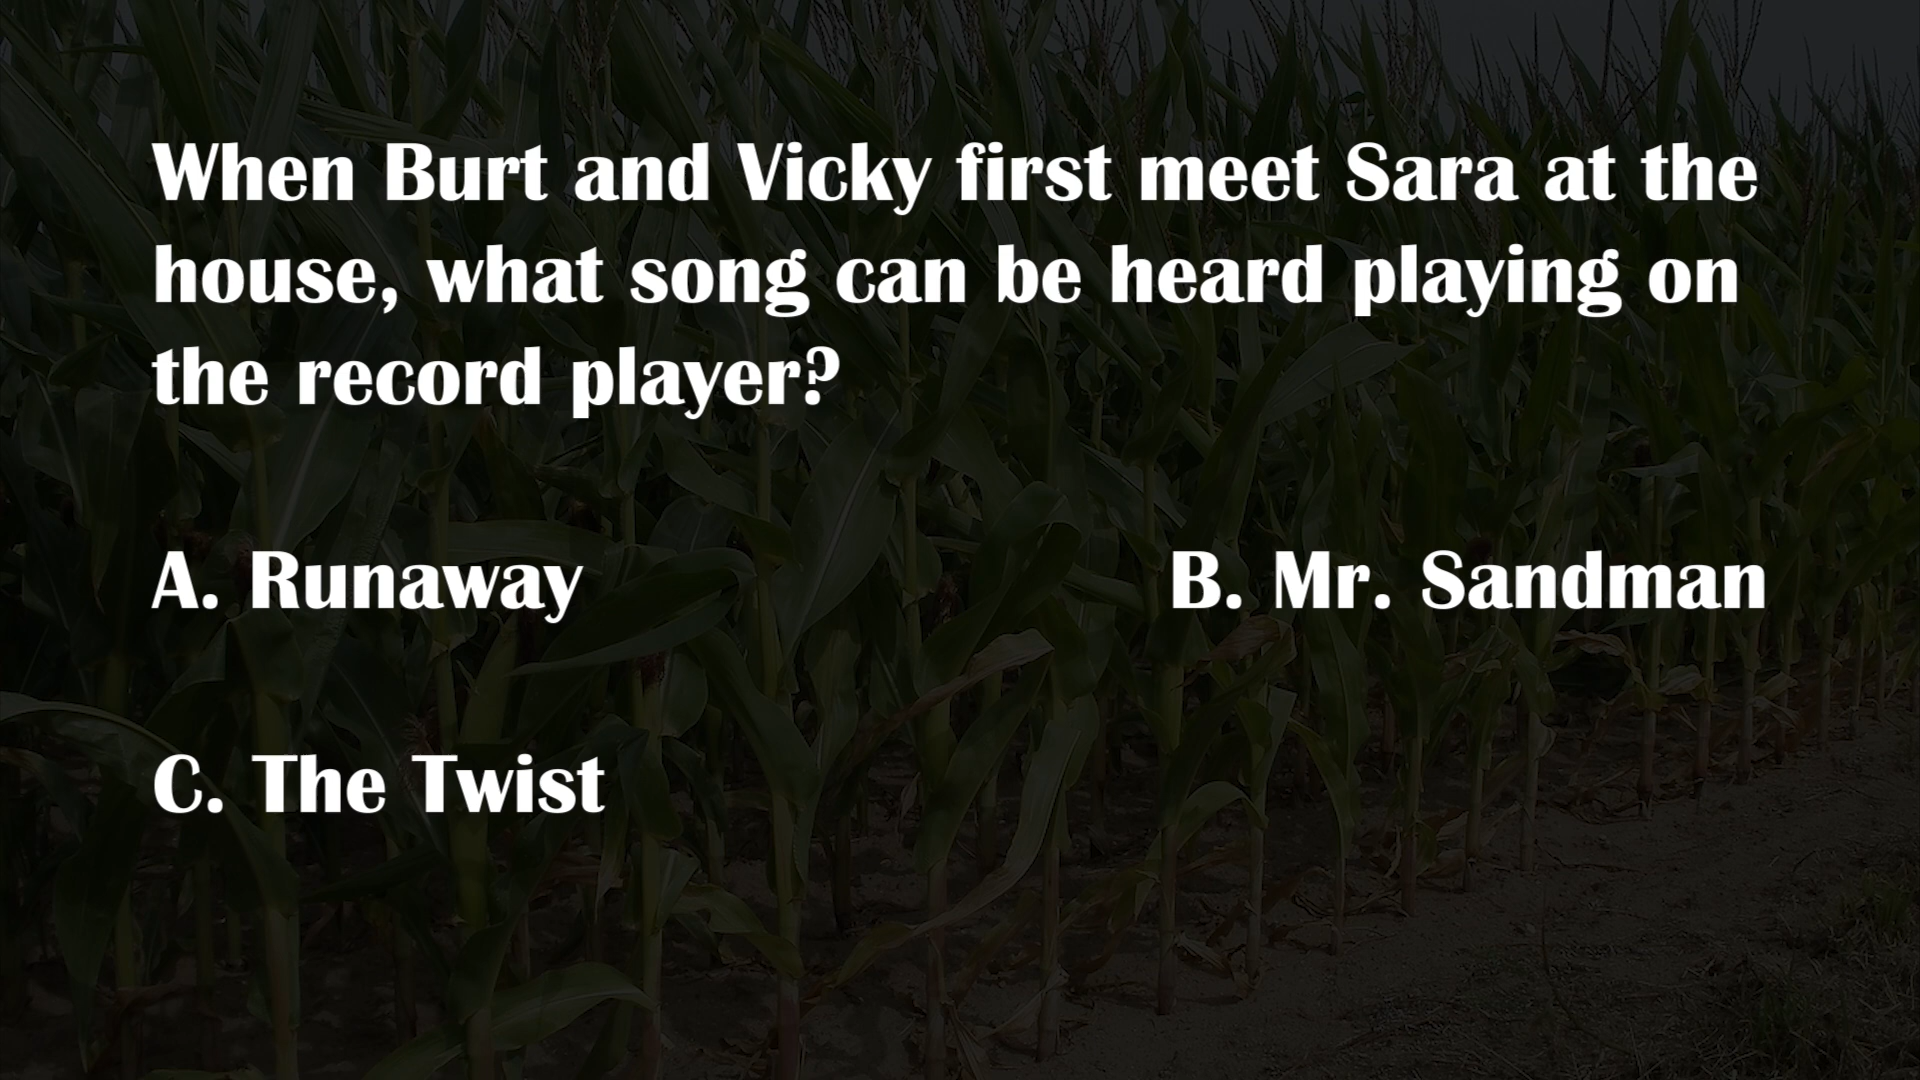 When Burt and Vicky first meet Sara at the
house, what song can be heard playing on
the record player?
A. Runaway
B. Mr. Sandman
C. The Twist